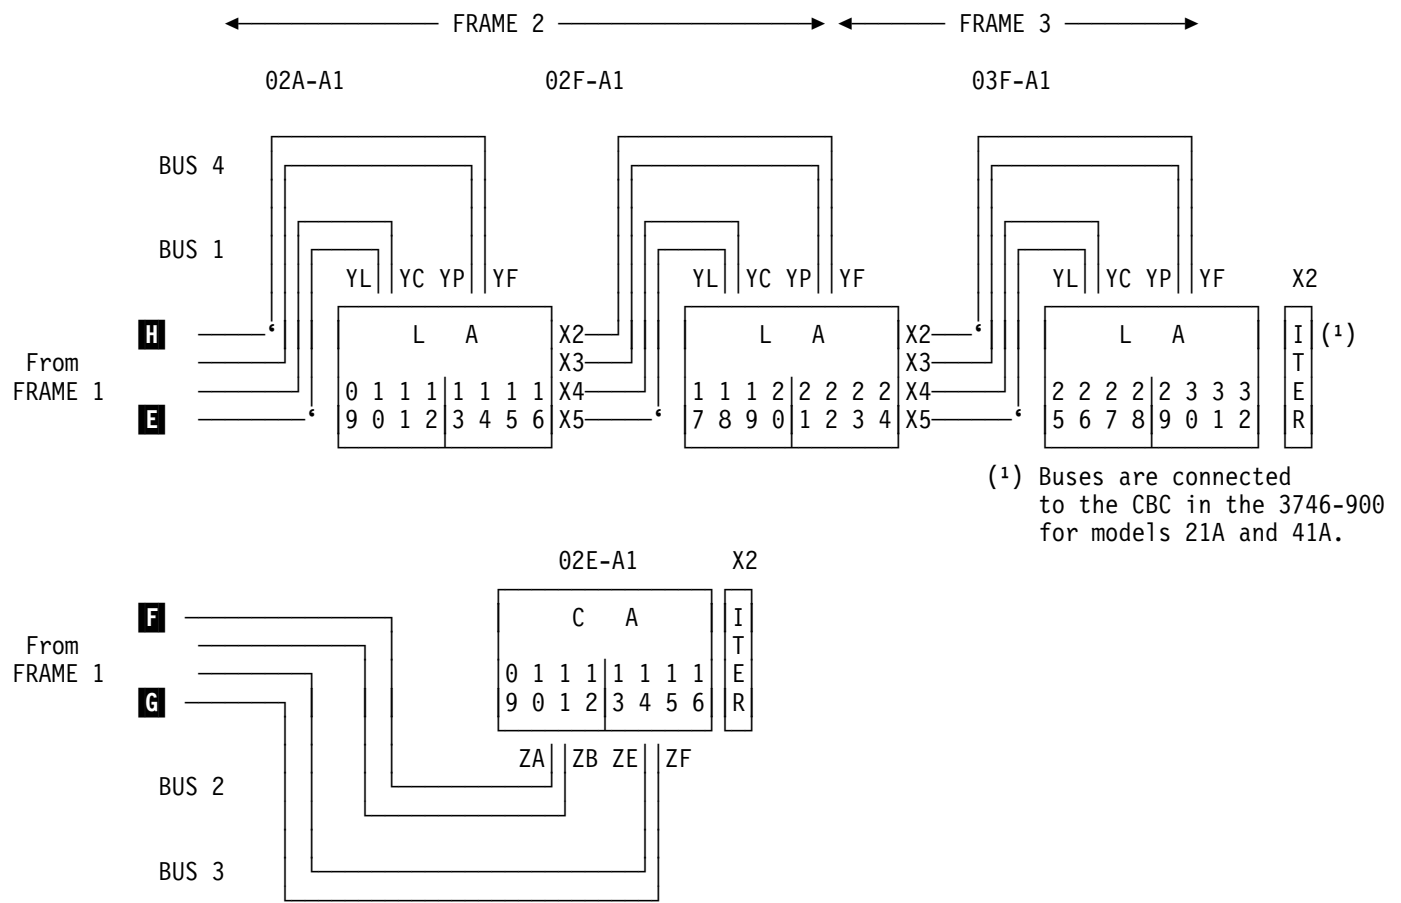 FRAME 2 FRAME 3
02A-A1 02F-A1 03F-A1
BUS 4
BUS 1
YL YC YP YF YL YC YP YF YL YC YP YF X2
H L A X2 L A X2 L A I (¹)
From X3 X3 T
FRAME 1 0 1 1 1 1 1 1 1 X4 1 1 1 2 2 2 2 2 X4 2 2 2 2 2 3 3 3 E
E 9 0 1 2 3 4 5 6 X5 7 8 9 0 1 2 3 4 X5 5 6 7 8 9 0 1 2 R
(¹) Buses are connected
to the CBC in the 3746-900
for models 21A and 41A.
02E-A1 X2
F C A I
From T
FRAME 1 0 1 1 1 1 1 1 1 E
G 9 0 1 2 3 4 5 6 R
ZA ZB ZE ZF
BUS 2
BUS 3